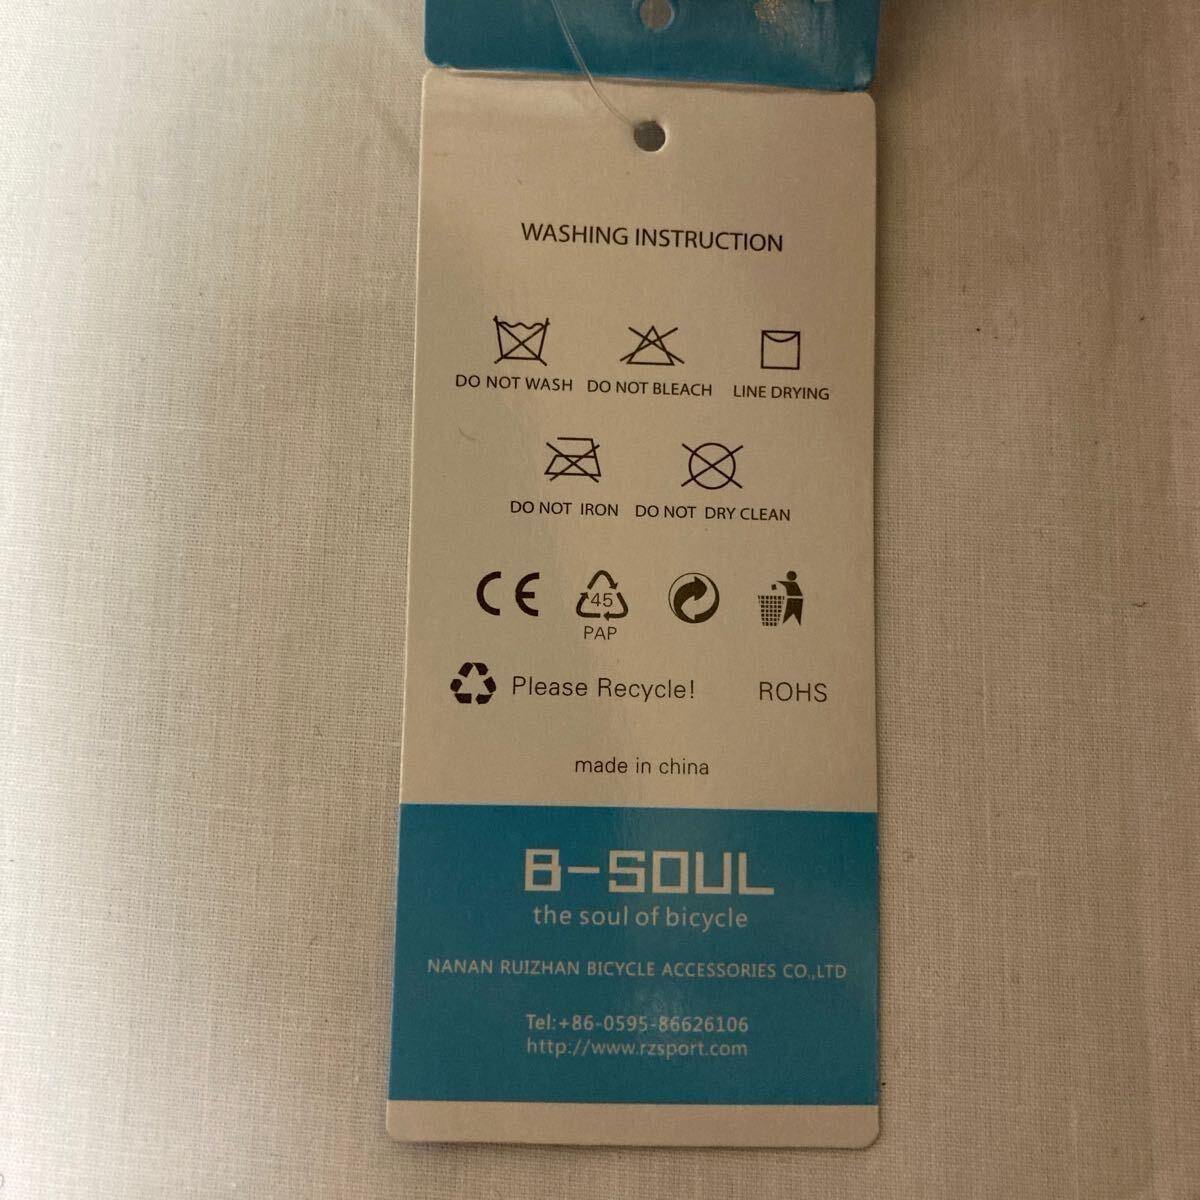 WASHING INSTRUCTION
DO NOT WASH DO NOT BLEACH LINE DRYING
DO NOT IRON DO NOT DRY CLEAN
CE 45
PAP
Please Recycle! ROHS
made in china
B-SOUL
the soul of bicycle
NANAN RUIZHAN BICYCLE ACCESSORIES CO.,LTD
Tel:+86-0595-86626106
http://www.rzsport.com